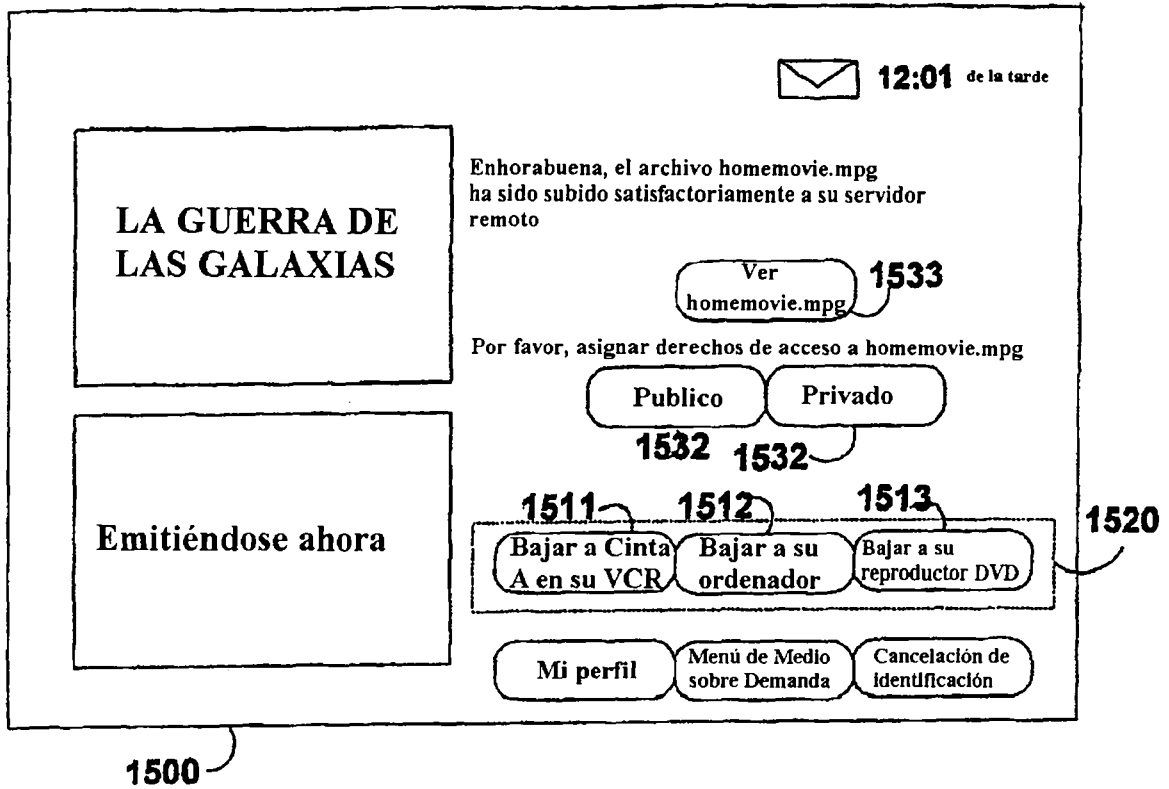 12:01 de la tarde
LA GUERRA DE
LAS GALAXIAS
Enhorabuena, el archivo homemovie.mpg
ha sido subido satisfactoriamente a su servidor
remoto
Ver
homemovie.mpg
1533
Por favor, asignar derechos de acceso a homemovie.mpg
Publico
Privado
1532
1532
Emitiéndose ahora
1511
1512
1513
1520
Bajar a Cinta
A en su VCR
Bajar a su
ordenador
Bajar a su
reproductor DVD
Mi perfil
Menú de Medio
sobre Demanda
Cancelación de
identificación
1500